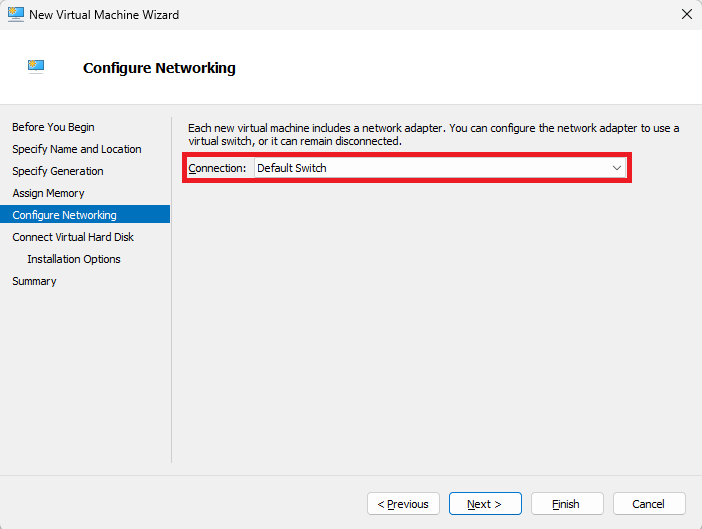 New Virtual Machine Wizard
Configure Networking
Before You Begin
Specify Name and Location
Specify Generation
Assign Memory
Configure Networking
Connect Virtual Hard Disk
Installation Options
Summary
Each new virtual machine includes a network adapter. You can configure the network adapter to use a
virtual switch, or it can remain disconnected.
Connection: Default Switch
< Previous
Next >
Finish
Cancel